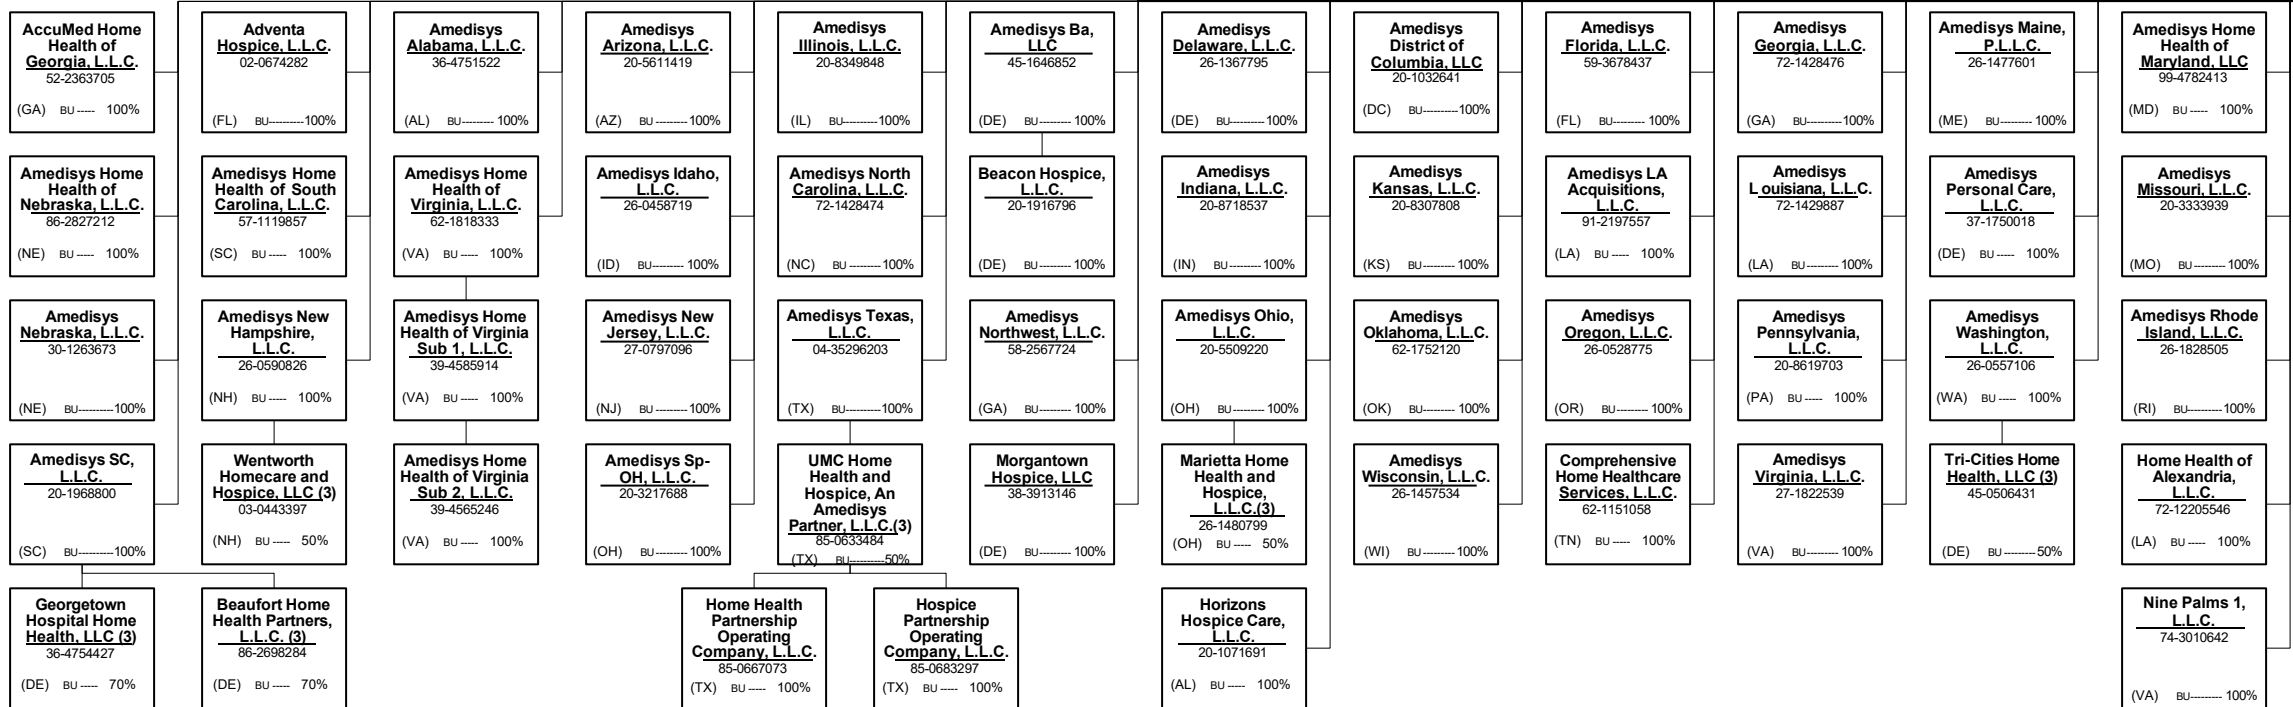 AccuMed Home
Health of
Georgia, L.L.C.
52-2363705
(GA) BU ----- 100%
Adventa
Hospice, L.L.C.
02-0674282
(FL) BU----------100%
Amedisys
Alabama, L.L.C.
36-4751522
(AL) BU --------- 100%
Amedisys
Arizona, L.L.C.
20-5611419
(AZ) BU --------- 100%
Amedisys
Illinois, L.L.C.
20-8349848
(IL) BU----------100%
Amedisys Ba,
LLC
45-1646852
(DE) BU --------- 100%
Amedisys
Delaware, L.L.C.
26-1367795
(DE) BU --------- 100%
Amedisys
District of
Columbia, LLC
20-1032641
(DC) BU----------100%
Amedisys
Florida, L.L.C.
59-3678437
(FL) BU--------- 100%
Amedisys
Georgia, L.L.C.
72-1428476
(GA) BU ---------100%
Amedisys Maine,
P.L.L.C.
26-1477601
(ME) BU--------- 100%
Amedisys Home
Health of
Maryland, LLC
99-4782413
(MD) BU ----- 100%
Amedisys Home
Health of
Nebraska, L.L.C.
86-2827212
(NE) BU ----- 100%
Amedisys Home
Health of South
Carolina, L.L.C.
57-1119857
(SC) BU ----- 100%
Amedisys Home
Health of
Virginia, L.L.C.
62-1818333
(VA) BU ----- 100%
Amedisys Idaho,
L.L.C.
26-0458719
(ID) BU--------- 100%
Amedisys North
Carolina, L.L.C.
72-1428474
(NC) BU --------- 100%
Beacon Hospice,
L.L.C.
20-1916796
(DE) BU --------- 100%
Amedisys
Indiana, L.L.C.
20-8718537
(IN) BU--------- 100%
Amedisys
Kansas, L.L.C.
20-8307808
(KS) BU --------- 100%
Amedisys LA
Acquisitions,
L.L.C.
91-2197557
(LA) BU ----- 100%
Amedisys
L ouisiana, L.L.C.
72-1429887
(LA) BU --------- 100%
Amedisys
Personal Care,
L.L.C.
37-1750018
(DE) BU ----- 100%
Amedisys
Missouri, L.L.C.
20-3333939
(MO) BU--------- 100%
Amedisys
Nebraska, L.L.C.
30-1263673
(NE) BU----------100%
Amedisys New
Hampshire,
L.L.C.
26-0590826
(NH) BU ----- 100%
Amedisys Home
Health of Virginia
Sub 1, L.L.C.
39-4585914
(VA) BU ----- 100%
Amedisys New
Jersey, L.L.C.
27-0797096
(NJ) BU --------- 100%
Amedisys Texas,
L.L.C.
04-35296203
(TX) BU----------100%
Amedisys
Northwest, L.L.C.
58-2567724
(GA) BU--------- 100%
Amedisys Ohio,
L.L.C.
20-5509220
(OH) BU --------- 100%
Amedisys
Oklahoma, L.L.C.
62-1752120
(OK) BU--------- 100%
Amedisys
Oregon, L.L.C.
26-0528775
(OR) BU--------- 100%
Amedisys
Pennsylvania,
L.L.C.
20-8619703
(PA) BU ----- 100%
Amedisys
Washington,
L.L.C.
26-0557106
(WA) BU ----- 100%
Amedisys Rhode
Island, L.L.C.
26-1828505
(RI) BU--------- 100%
Amedisys SC,
L.L.C.
20-1968800
(SC) BU----------100%
Wentworth
Homecare and
Hospice, LLC (3)
03-0443397
(NH) BU ----- 50%
Amedisys Home
Health of Virginia
Sub 2, L.L.C.
39-4565246
(VA) BU ----- 100%
Amedisys Sp-
OH, L.L.C.
20-3217688
(OH) BU --------- 100%
UMC Home
Health and
Hospice, An
Amedisys
Partner, L.L.C.(3)
85-0633484
(TX) BU----------50%
Morgantown
Hospice, LLC
38-3913146
(DE) BU --------- 100%
Marietta Home
Health and
Hospice,
L.L.C.(3)
26-1480799
(OH) BU ----- 50%
Amedisys
Wisconsin, L.L.C.
26-1457534
(WI) BU --------- 100%
Comprehensive
Home Healthcare
Services, L.L.C.
62-1151058
(TN) BU ----- 100%
Amedisys
Virginia, L.L.C.
27-1822539
(VA) BU --------- 100%
Tri-Cities Home
Health, LLC (3)
45-0506431
(DE) BU --------- 50%
Home Health of
Alexandria,
L.L.C.
72-12205546
(LA) BU ----- 100%
Georgetown
Hospital Home
Health, LLC (3)
36-4754427
(DE) BU ----- 70%
Beaufort Home
Health Partners,
L.L.C. (3)
86-2698284
(DE) BU ----- 70%
Home Health
Partnership
Operating
Company, L.L.C.
85-0667073
(TX) BU ----- 100%
Hospice
Partnership
Operating
Company, L.L.C.
85-0683297
(TX) BU ----- 100%
Horizons
Hospice Care,
L.L.C.
20-1071691
(AL) BU ----- 100%
Nine Palms 1,
L.L.C.
74-3010642
(VA) BU--------- 100%